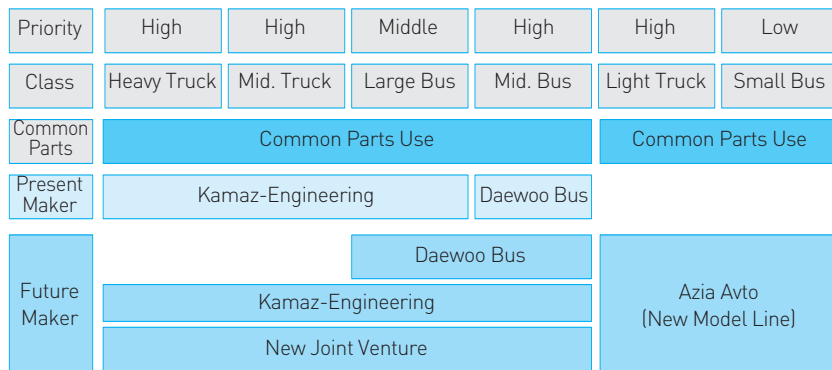 Priority High High Middle High High Low
Class Heavy Truck Mid. Truck Large Bus Mid. Bus Light Truck Small Bus
Common
Parts
Common Parts Use Common Parts Use
Present
Maker
Kamaz-Engineering Daewoo Bus
Future
Maker
Daewoo Bus
Kamaz-Engineering
New Joint Venture
Azia Avto
(New Model Line)